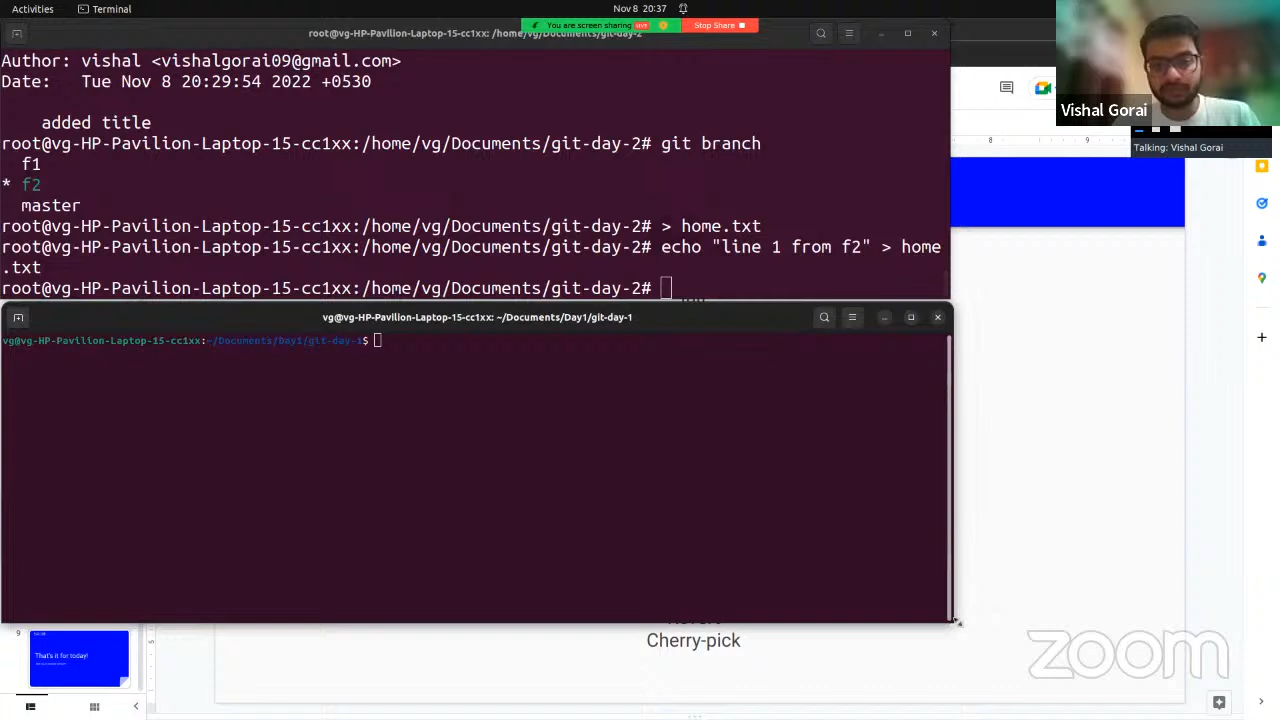 Activities
Terminal
Nov 8 20:37
You are screen sharing
LIVE
Stop Share
root@vg-HP-Pavilion-Laptop-15-cc1xx: /home/vg/Documents/git-day-2
Author: vishal <vishalgorai09@gmail.com>
Date:   Tue Nov 8 20:29:54 2022 +0530
added title
root@vg-HP-Pavilion-Laptop-15-cc1xx:/home/vg/Documents/git-day-2# git branch
f1
* f2
master
root@vg-HP-Pavilion-Laptop-15-cc1xx:/home/vg/Documents/git-day-2# > home.txt
root@vg-HP-Pavilion-Laptop-15-cc1xx:/home/vg/Documents/git-day-2# echo "line 1 from f2" > home
.txt
root@vg-HP-Pavilion-Laptop-15-cc1xx:/home/vg/Documents/git-day-2#
vg@vg-HP-Pavilion-Laptop-15-cc1xx: ~/Documents/Day1/git-day-1
vg@vg-HP-Pavilion-Laptop-15-cc1xx:~/Documents/Day1/git-day-1$
Vishal Gorai
Talking: Vishal Gorai
8
9
9
That's it for today!
5
Cherry-pick
zoom